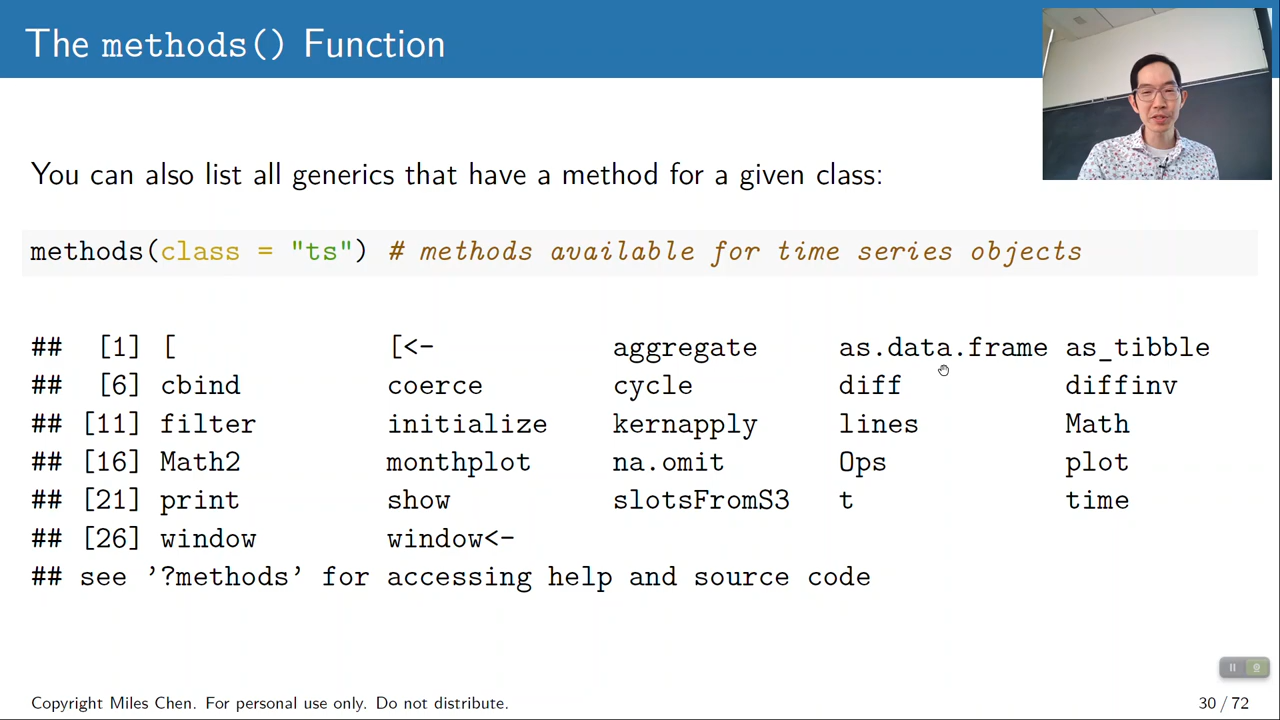 The methods() Function
You can also list all generics that have a method for a given class:
methods(class = "ts") # methods available for time series objects
## [1] [ [<- aggregate as.data.frame as_tibble
## [6] cbind coerce cycle diff diffinv
## [11] filter initialize kernapply lines Math
## [16] Math2 monthplot na.omit Ops plot
## [21] print show slotsFromS3 t time
## [26] window window<-
## see '?methods' for accessing help and source code
Copyright Miles Chen. For personal use only. Do not distribute.
30 / 72